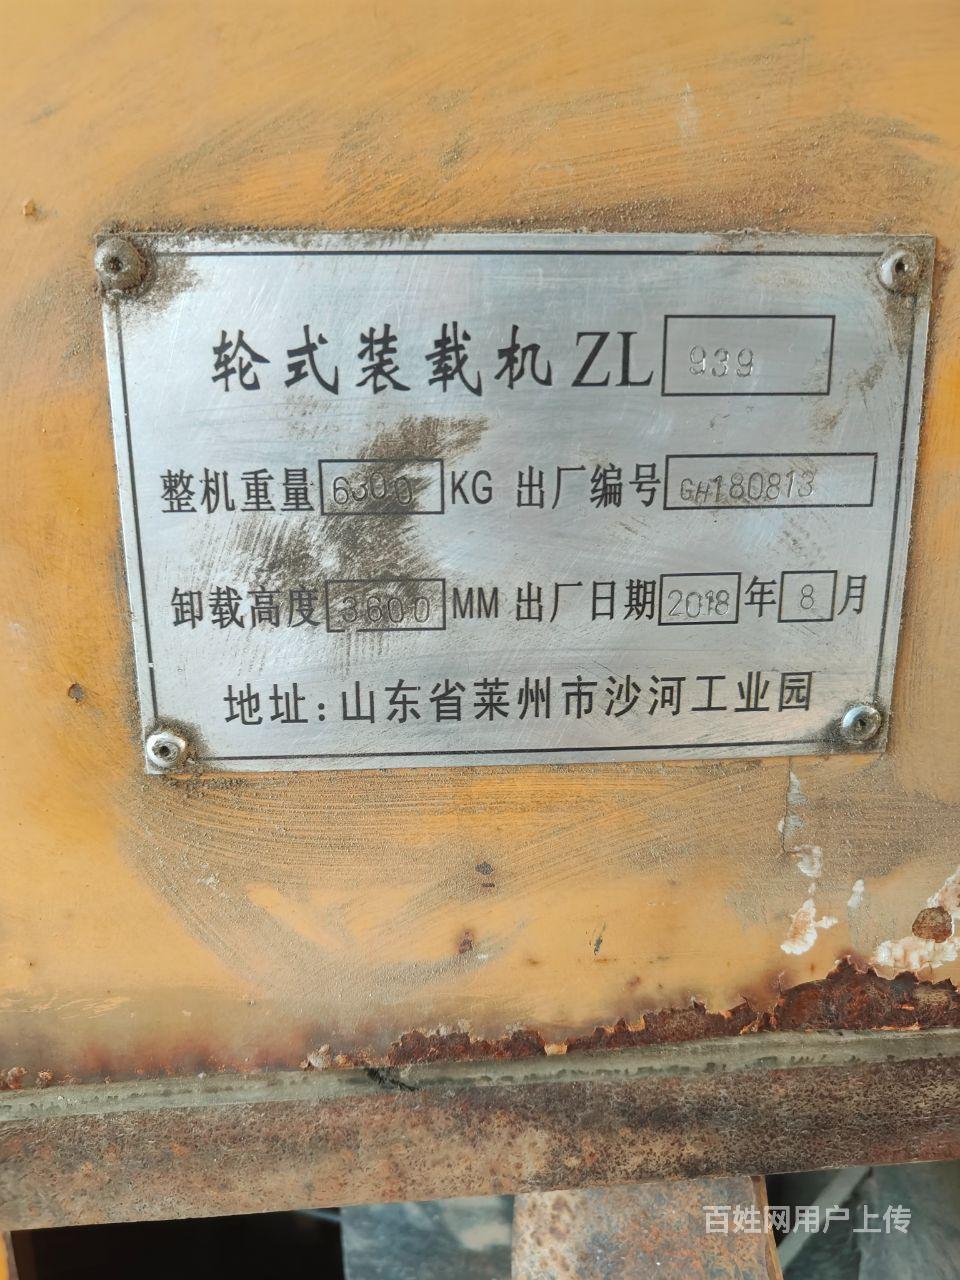 轮式装载机ZL 939
整机重量 6300 KG 出厂编号 GH180813
卸载高度 3600 MM 出厂日期 2018 年 8 月
地址:山东省莱州市沙河工业园
百姓网用户上传